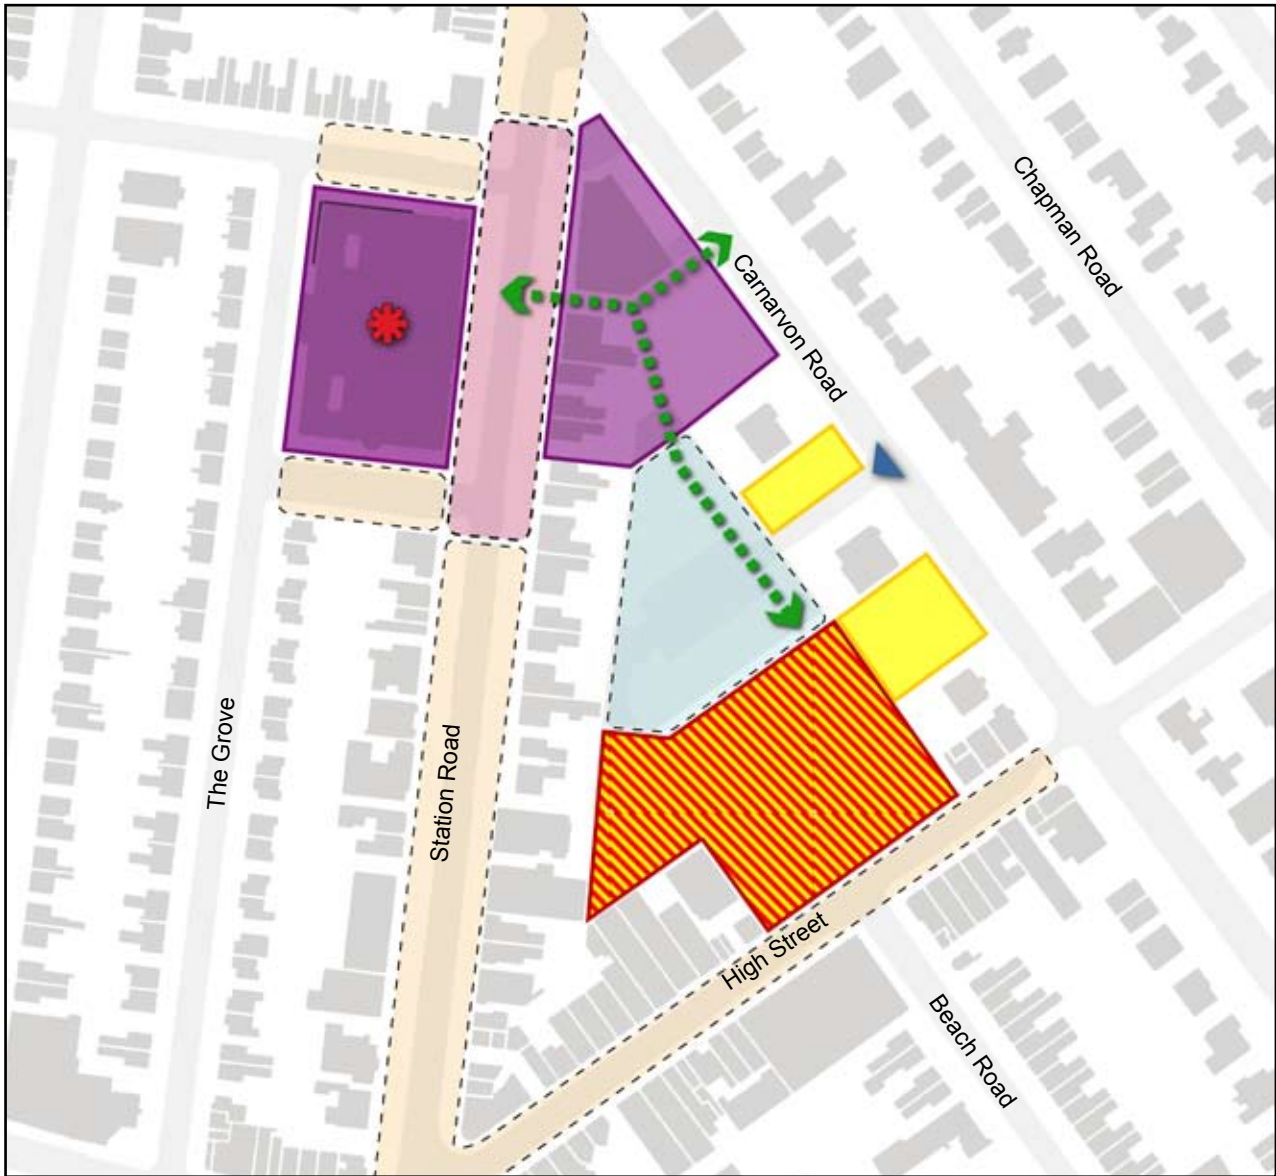 Chapman Road
Carnarvon Road
The Grove
Station Road
High Street
Beach Road